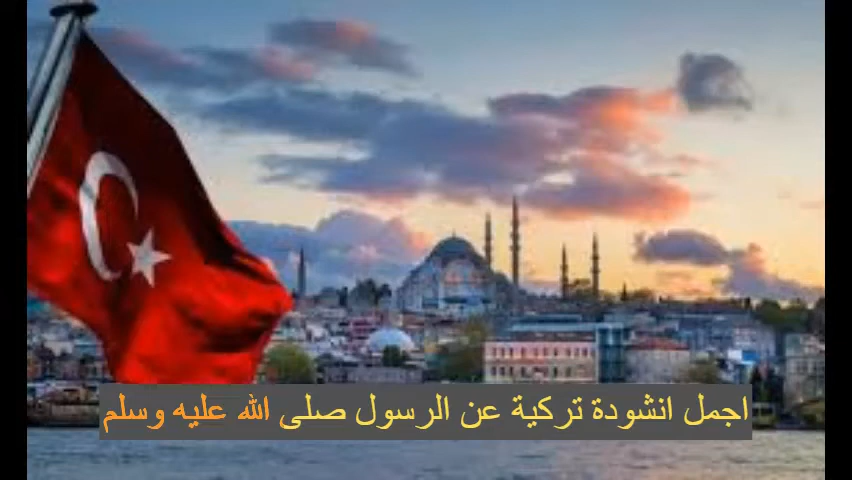 اجمل انشودة تركية عن الرسول صلى الله عليه وسلم